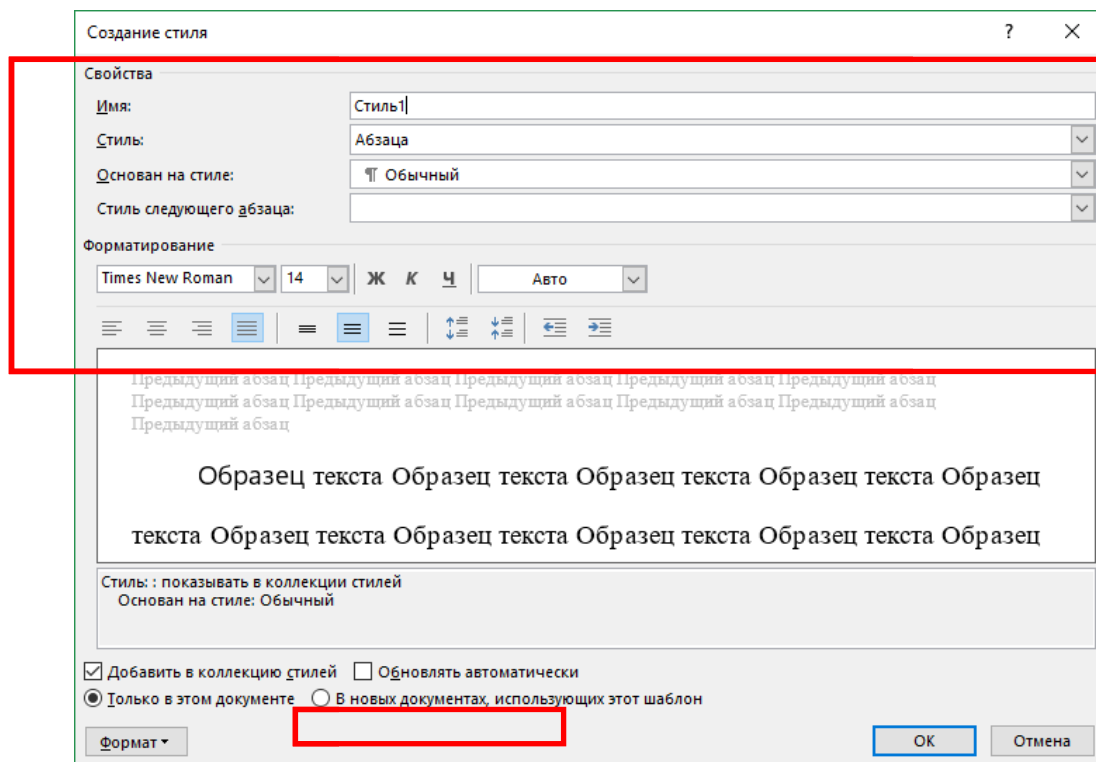 Создание стиля ?
Свойства
Имя: Стиль1
Стиль: Абзаца
Основан на стиле: ¶ Обычный
Стиль следующего абзаца:
Форматирование
Times New Roman 14 Ж К Ч Авто
Предыдущий абзац Предыдущий абзац Предыдущий абзац Предыдущий абзац Предыдущий абзац
Предыдущий абзац Предыдущий абзац Предыдущий абзац Предыдущий абзац Предыдущий абзац
Предыдущий абзац
Образец текста Образец текста Образец текста Образец текста Образец
текста Образец текста Образец текста Образец текста Образец текста Образец
Стиль: : показывать в коллекции стилей
Основан на стиле: Обычный
Добавить в коллекцию стилей Обновлять автоматически
Только в этом документе В новых документах, использующих этот шаблон
Формат ОК Отмена